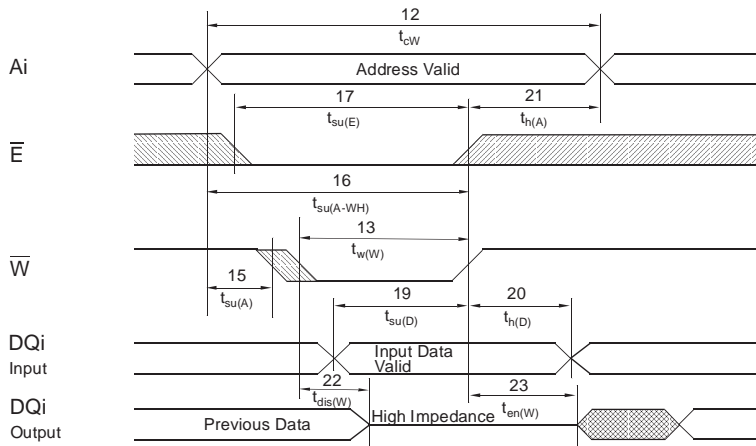 12
tcW
Ai
Address Valid
17
21
tsu(E)
th(A)
E
16
tsu(A-WH)
13
tw(W)
W
15
tsu(A)
19
20
tsu(D)
th(D)
DQi
Input
Input Data
Valid
22
23
tdis(W)
ten(W)
DQi
Output
Previous Data
High Impedance